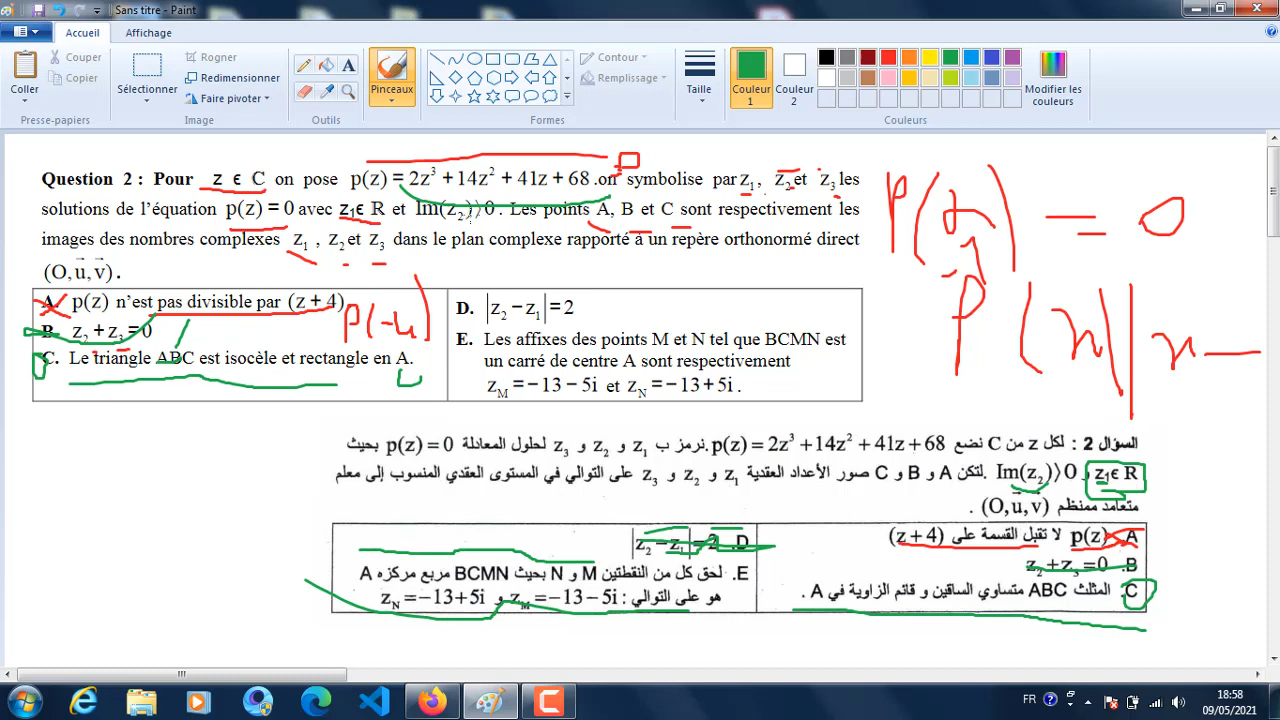 Sans titre - Paint
Accueil Affichage
Coller
Couper
Copier
Presse-papiers
Sélectionner
Rogner
Redimensionner
Faire pivoter
Image
Outils
Pinceaux
Contour
Remplissage
Formes
Taille
Couleur 1
Couleur 2
Modifier les couleurs
Couleurs
Question 2 : Pour z ϵ C on pose p(z) = 2z³ + 14z² + 41z + 68 .on symbolise par z₁ , z₂ et z₃ les
solutions de l'équation p(z) = 0 avec z₁ϵ R et Im(z₂)⟩0 . Les points A, B et C sont respectivement les
images des nombres complexes z₁ , z₂ et z₃ dans le plan complexe rapporté à un repère orthonormé direct
(O,u,v) .
A. p(z) n'est pas divisible par (z + 4)
B. z₂ + z₃ = 0
C. Le triangle ABC est isocèle et rectangle en A.
D. |z₂ − z₁| = 2
E. Les affixes des points M et N tel que BCMN est
un carré de centre A sont respectivement
z_M = −13 − 5i et z_N = −13 + 5i .
P(-4)
P(z₁) = 0
السؤال 2 : لكل z من C نضع p(z) = 2z³ + 14z² + 41z + 68. نرمز ب z₁ و z₂ و z₃ لحلول المعادلة p(z) = 0 بحيث
z₁ϵ R و Im(z₂)⟩0 .لتكن A و B و C صور الأعداد العقدية z₁ و z₂ و z₃ على التوالي في المستوى العقدي المنسوب إلى معلم
متعامد ممنظم (O,u,v) .
A. p(z) لا تقبل القسمة على (z + 4)
B. z₂ + z₃ = 0
C. المثلث ABC متساوي الساقين و قائم الزاوية في A .
D. |z₂ − z₁| = 2
E. لحق كل من النقطتين M و N بحيث BCMN مربع مركزه A
هو على التوالي : z_M = −13 − 5i و z_N = −13 + 5i
FR
18:58
09/05/2021